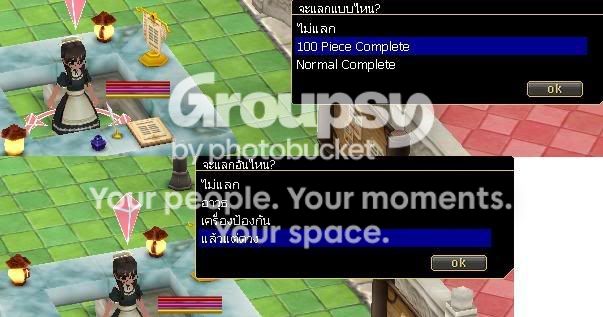 จะแลกแบบไหน?
ไม่แลก
100 Piece Complete
Normal Complete
ok
Groupsy
by photobucket
จะแลกอันไหน?
ไม่แลก
Your people. Your moments.
อาวุธ
เครื่องป้องกัน
Your space.
แล้วแต่ดวง
ok